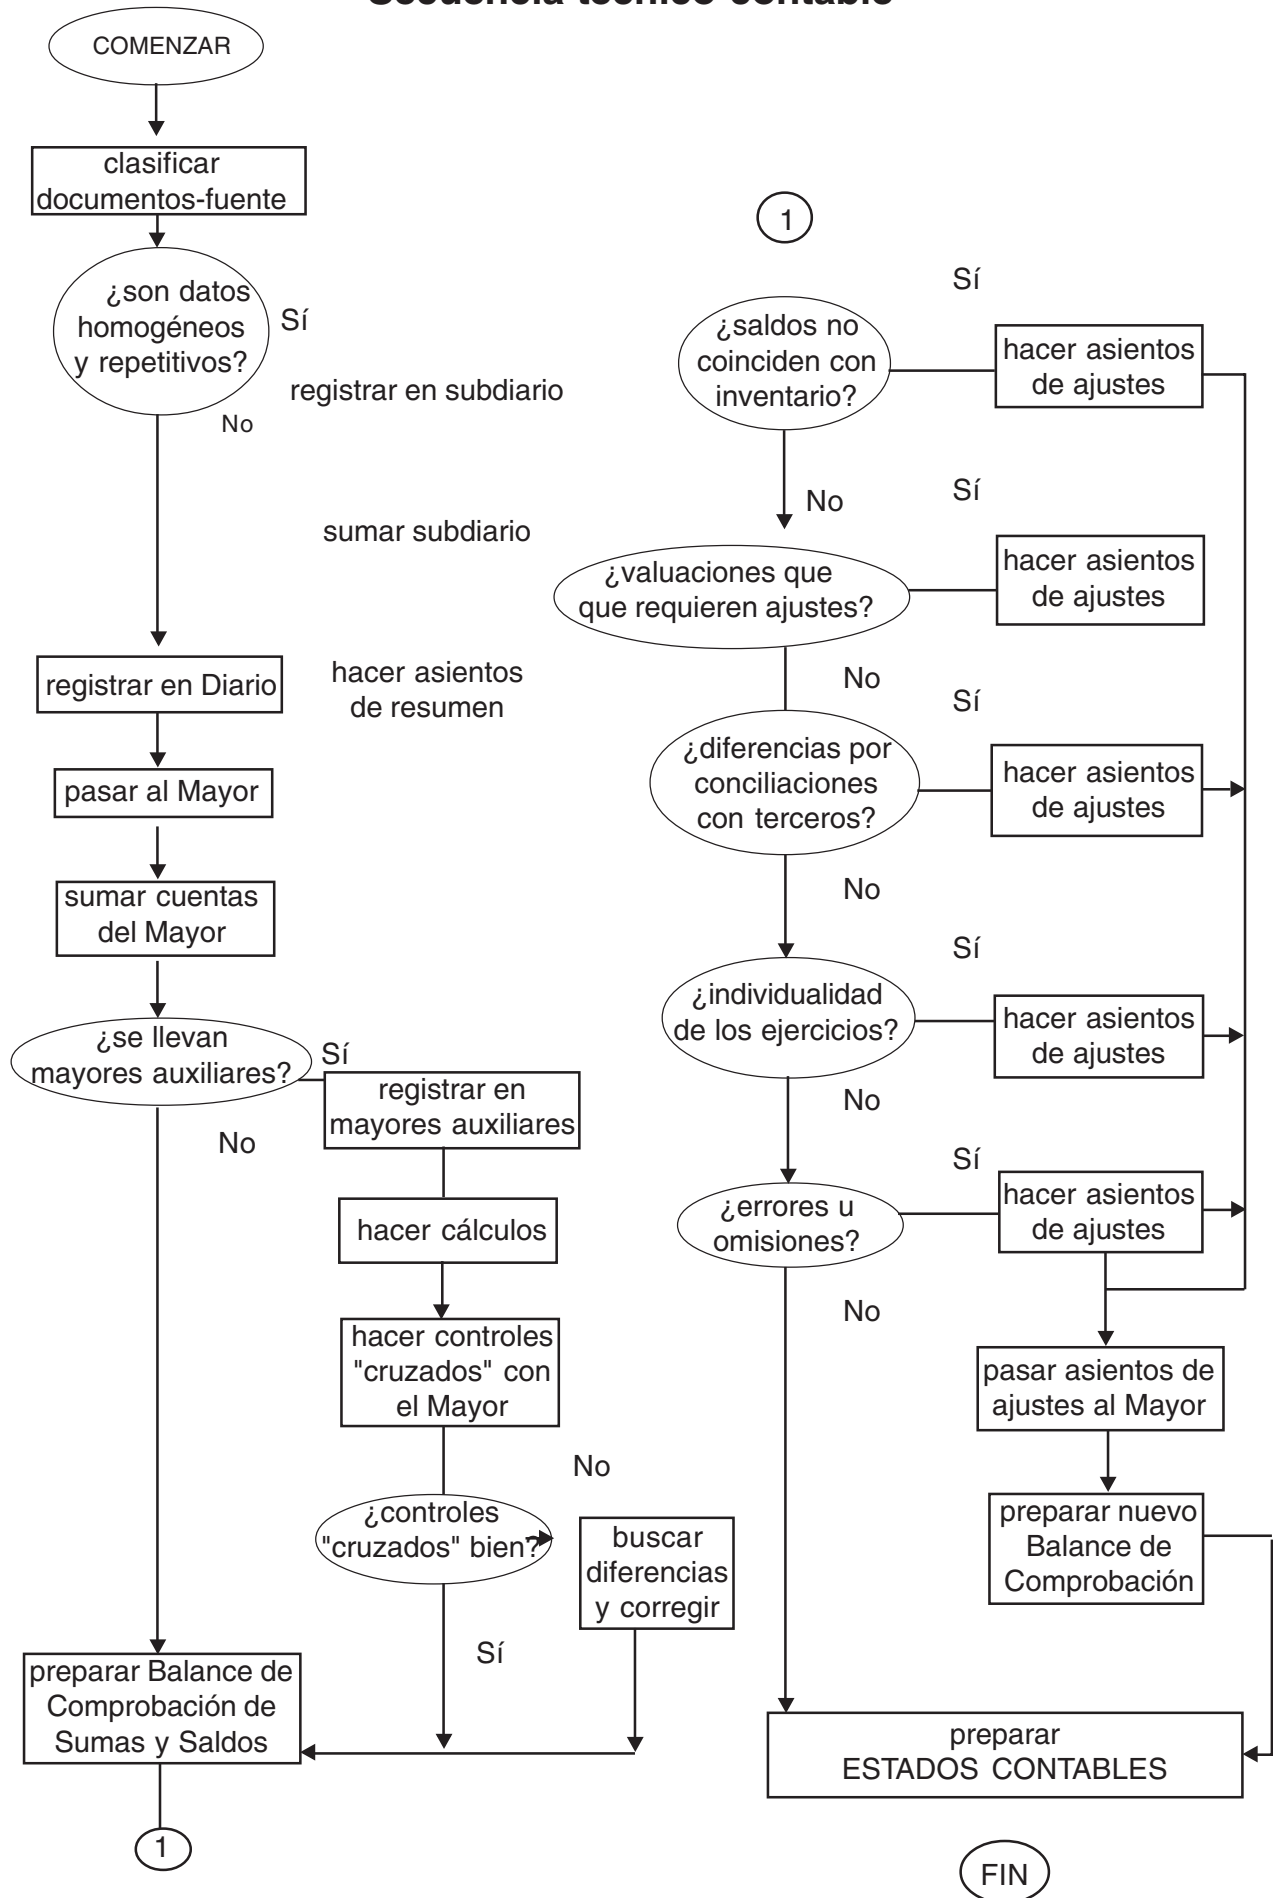 Secuencia técnico-contable
COMENZAR
clasificar
documentos-fuente
¿son datos
homogéneos
y repetitivos?
Sí
registrar en subdiario
No
sumar subdiario
registrar en Diario
hacer asientos
de resumen
pasar al Mayor
sumar cuentas
del Mayor
¿se llevan
mayores auxiliares?
Sí
registrar en
mayores auxiliares
No
hacer cálculos
hacer controles
"cruzados" con
el Mayor
No
¿controles
"cruzados" bien?
buscar
diferencias
y corregir
Sí
preparar Balance de
Comprobación de
Sumas y Saldos
1
1
Sí
¿saldos no
coinciden con
inventario?
hacer asientos
de ajustes
No
Sí
¿valuaciones que
que requieren ajustes?
hacer asientos
de ajustes
No
Sí
¿diferencias por
conciliaciones
con terceros?
hacer asientos
de ajustes
No
Sí
¿individualidad
de los ejercicios?
hacer asientos
de ajustes
No
Sí
¿errores u
omisiones?
hacer asientos
de ajustes
No
pasar asientos de
ajustes al Mayor
preparar nuevo
Balance de
Comprobación
preparar
ESTADOS CONTABLES
FIN